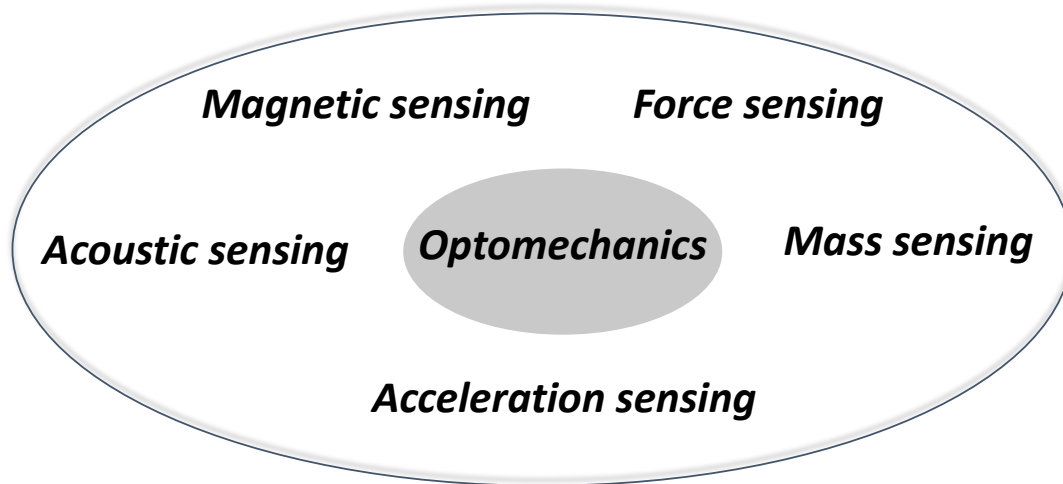 Magnetic sensing
Force sensing
Acoustic sensing
Optomechanics
Mass sensing
Acceleration sensing